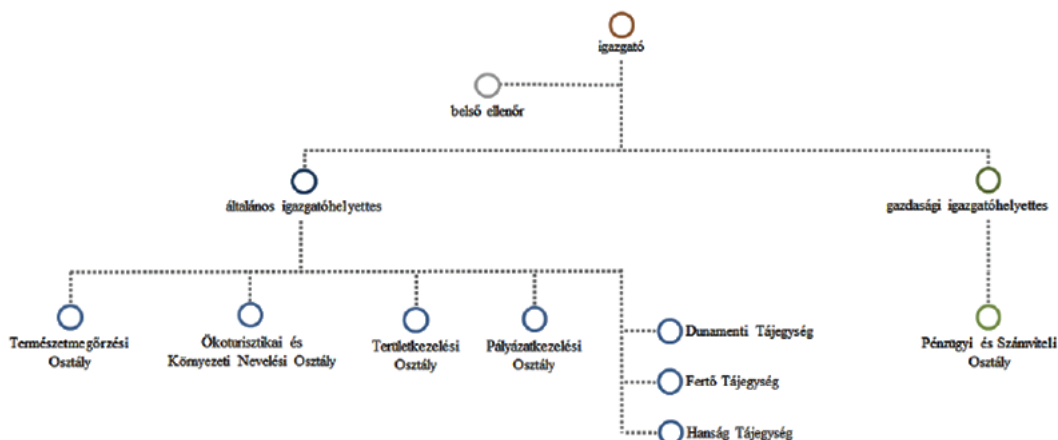 igazgató
belső ellenőr
általános igazgatóhelyettes
gazdasági igazgatóhelyettes
Természetmegőrzési
Osztály
Ökoturisztikai és
Környezeti Nevelési Osztály
Területkezelési
Osztály
Pályázatkezelési
Osztály
Dunamenti Tájegység
Fertő Tájegység
Hanság Tájegység
Pénzügyi és Számviteli
Osztály